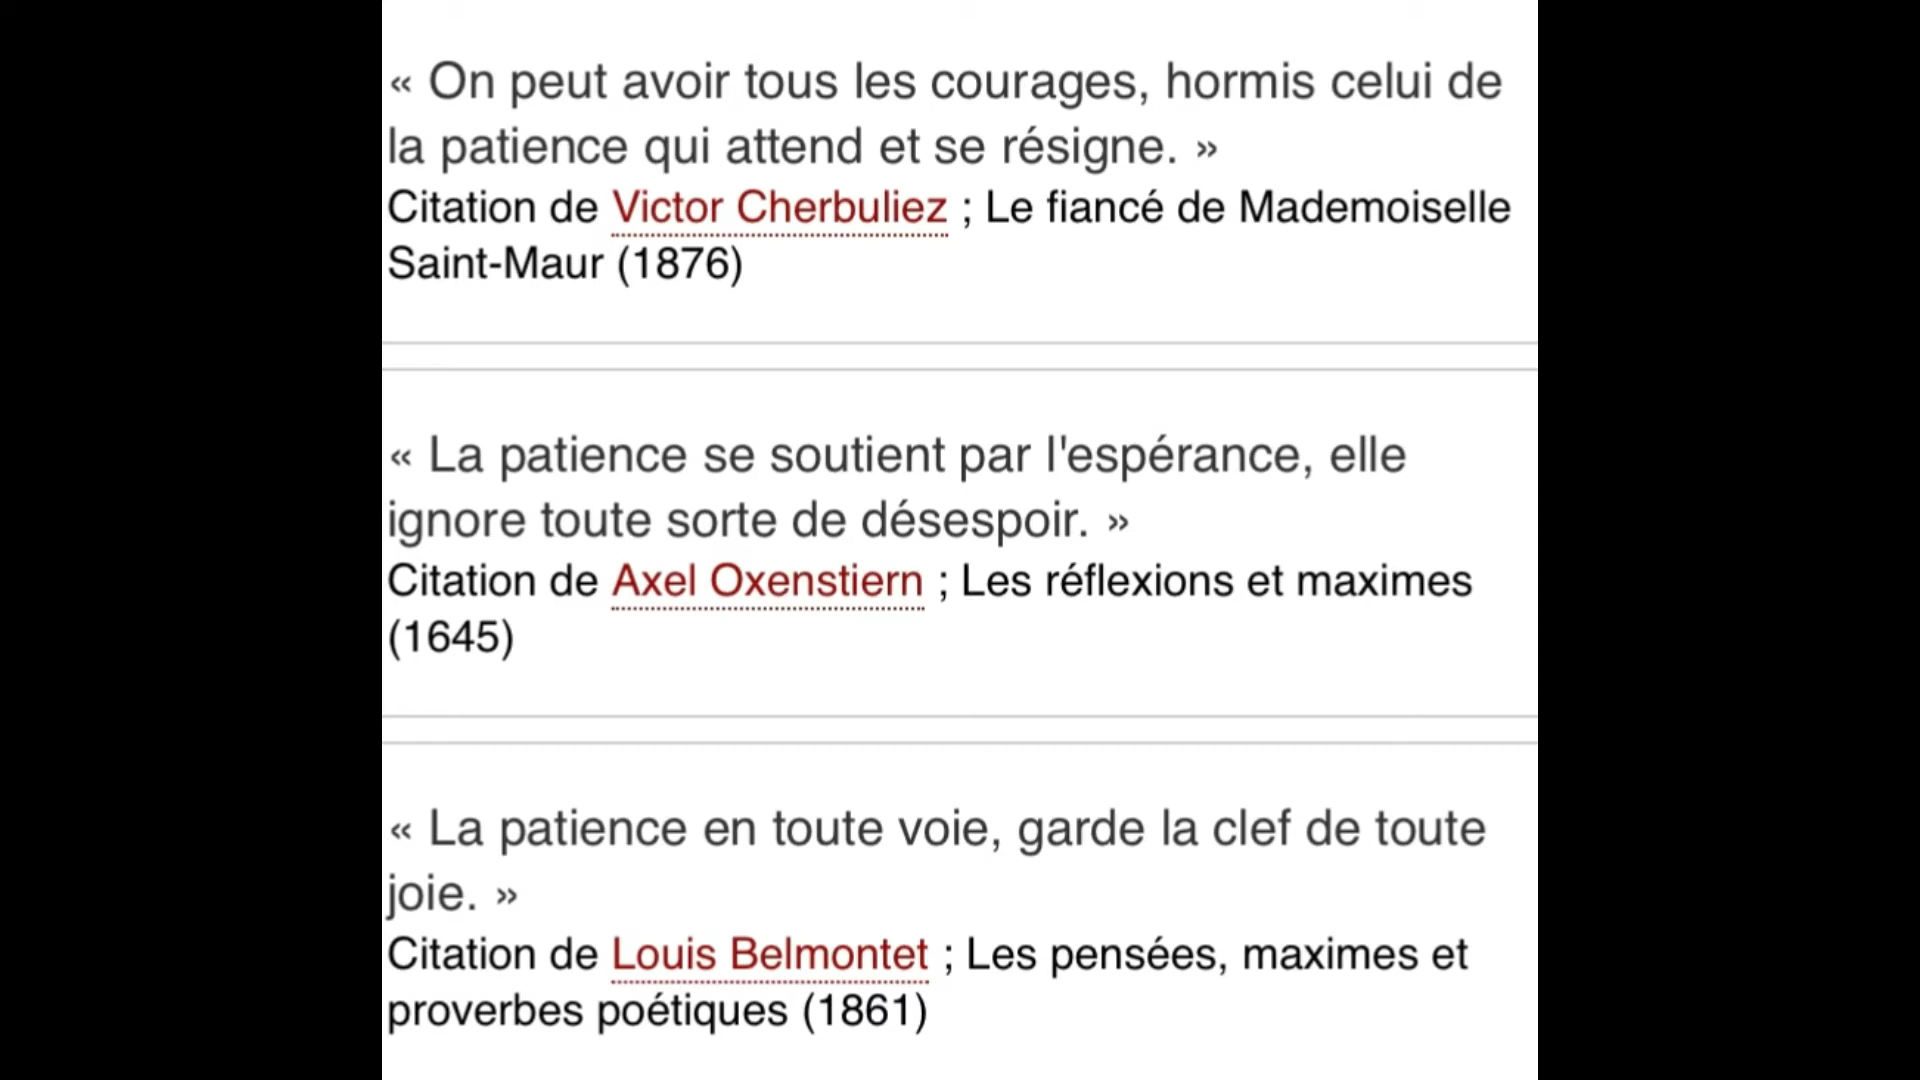 « On peut avoir tous les courages, hormis celui de
la patience qui attend et se résigne. »
Citation de Victor Cherbuliez ; Le fiancé de Mademoiselle
Saint-Maur (1876)
« La patience se soutient par l'espérance, elle
ignore toute sorte de désespoir. »
Citation de Axel Oxenstiern ; Les réflexions et maximes
(1645)
« La patience en toute voie, garde la clef de toute
joie. »
Citation de Louis Belmontet ; Les pensées, maximes et
proverbes poétiques (1861)